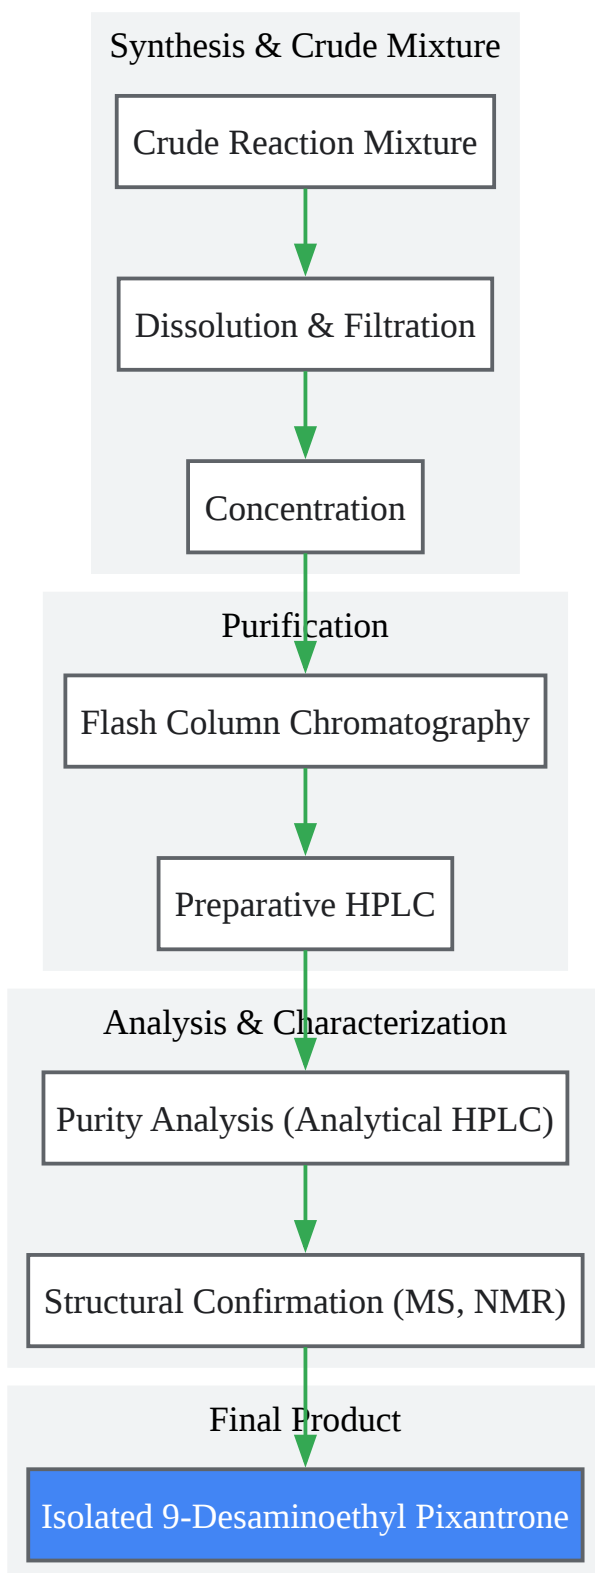 Synthesis & Crude Mixture
Crude Reaction Mixture
Dissolution & Filtration
Concentration
Purification
Flash Column Chromatography
Preparative HPLC
Analysis & Characterization
Purity Analysis (Analytical HPLC)
Structural Confirmation (MS, NMR)
Final Product
Isolated 9-Desaminoethyl Pixantrone